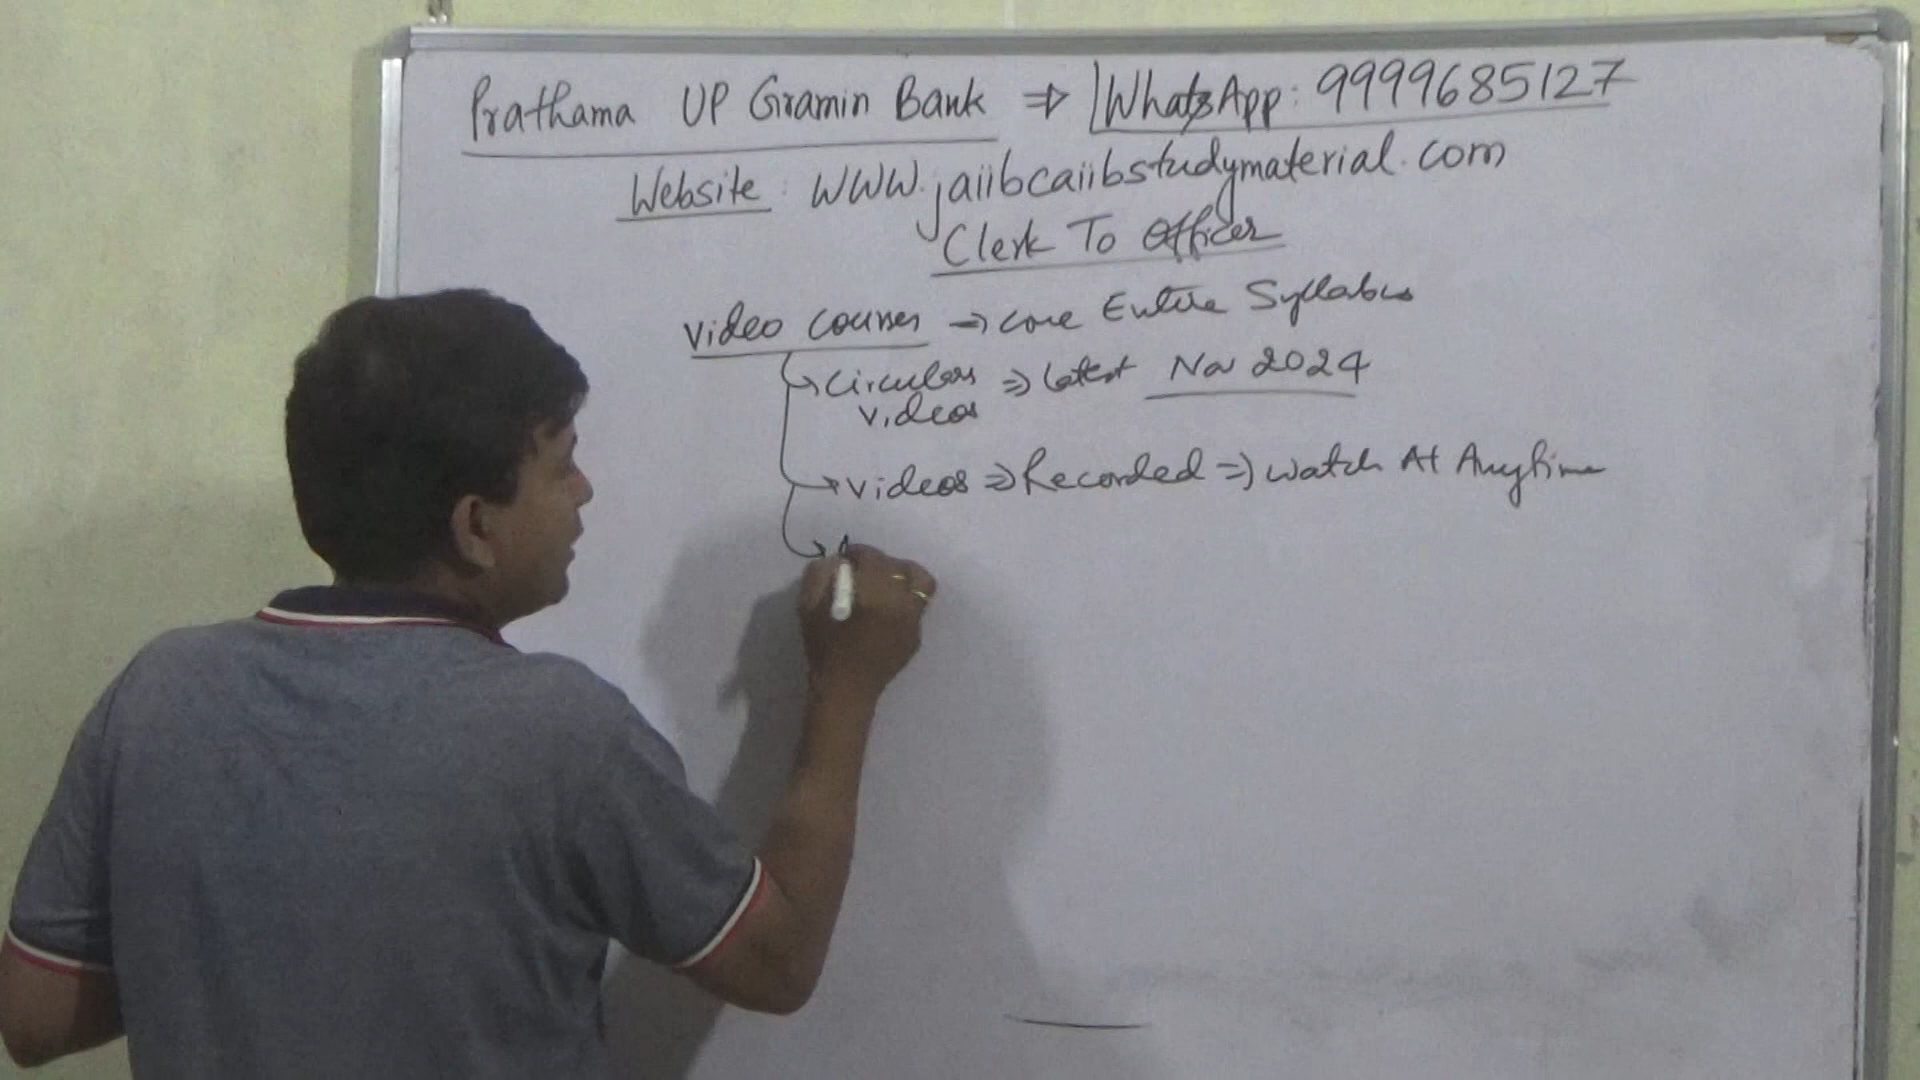 Prathama UP Gramin Bank ⇒ WhatsApp: 9999685127
Website: WWW.jaiibcaiibstudymaterial.com
Clerk To Officer
Video Courses → Core Entire Syllabus
Circulars ⇒ Latest Nov 2024
Videos
Videos ⇒ Recorded ⇒ Watch At Anytime